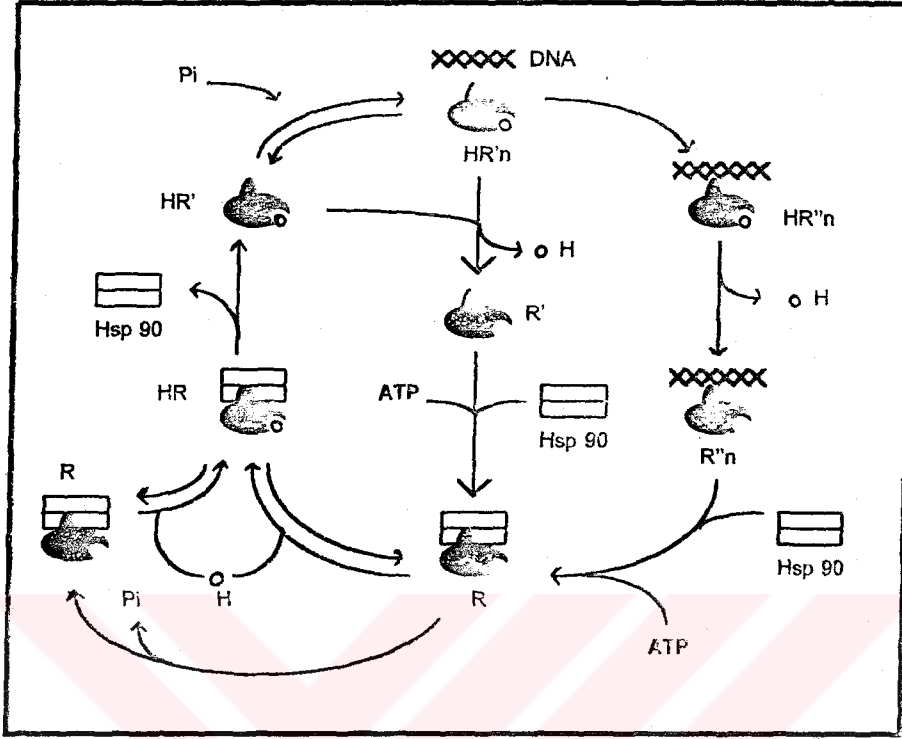 DNA
Pi
HR'n
HR'
HR"n
H
H
R'
Hsp 90
HR
ATP
Hsp 90
R"n
R
Hsp 90
Pi
H
R
ATP